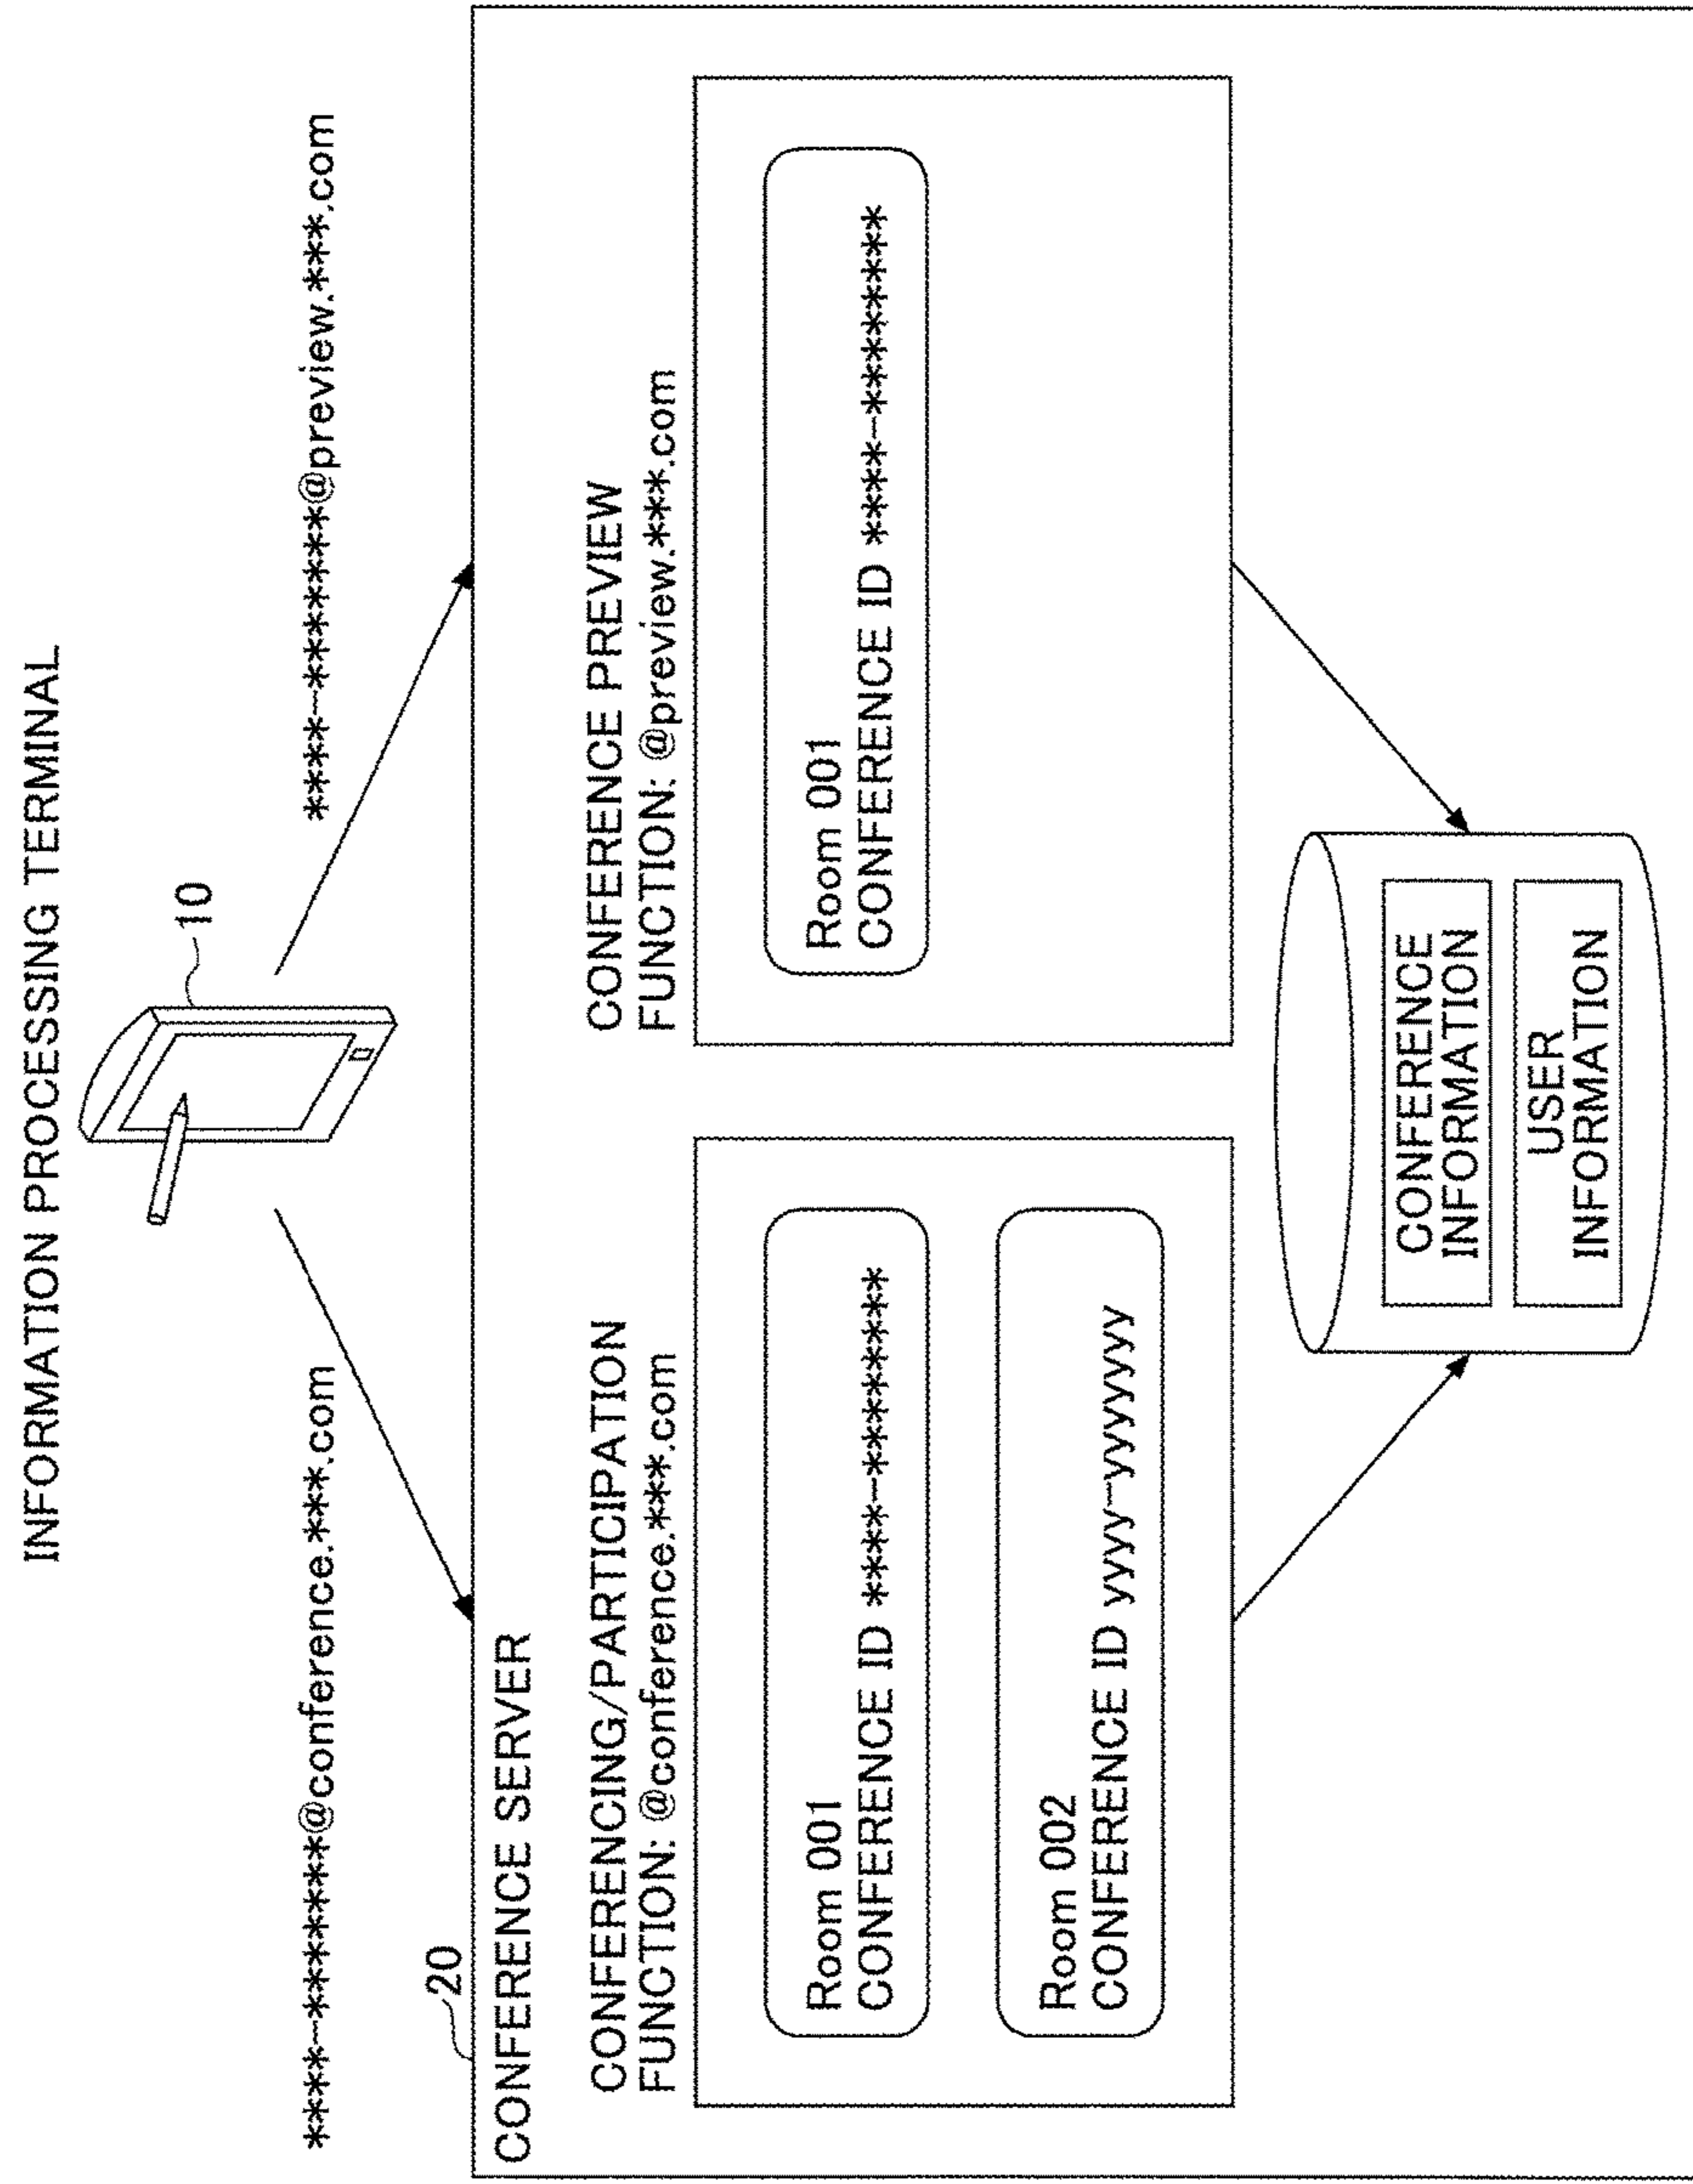 INFORMATION PROCESSING TERMINAL
10
****-*******@conference.***.com
****-*******@preview.***.com
20
CONFERENCE SERVER
CONFERENCING/PARTICIPATION
FUNCTION: @conference.***.com
Room 001
CONFERENCE ID ****-********
Room 002
CONFERENCE ID yyyy-yyyyyyyy
CONFERENCE PREVIEW
FUNCTION: @preview.***.com
Room 001
CONFERENCE ID ****-********
CONFERENCE
INFORMATION
USER
INFORMATION